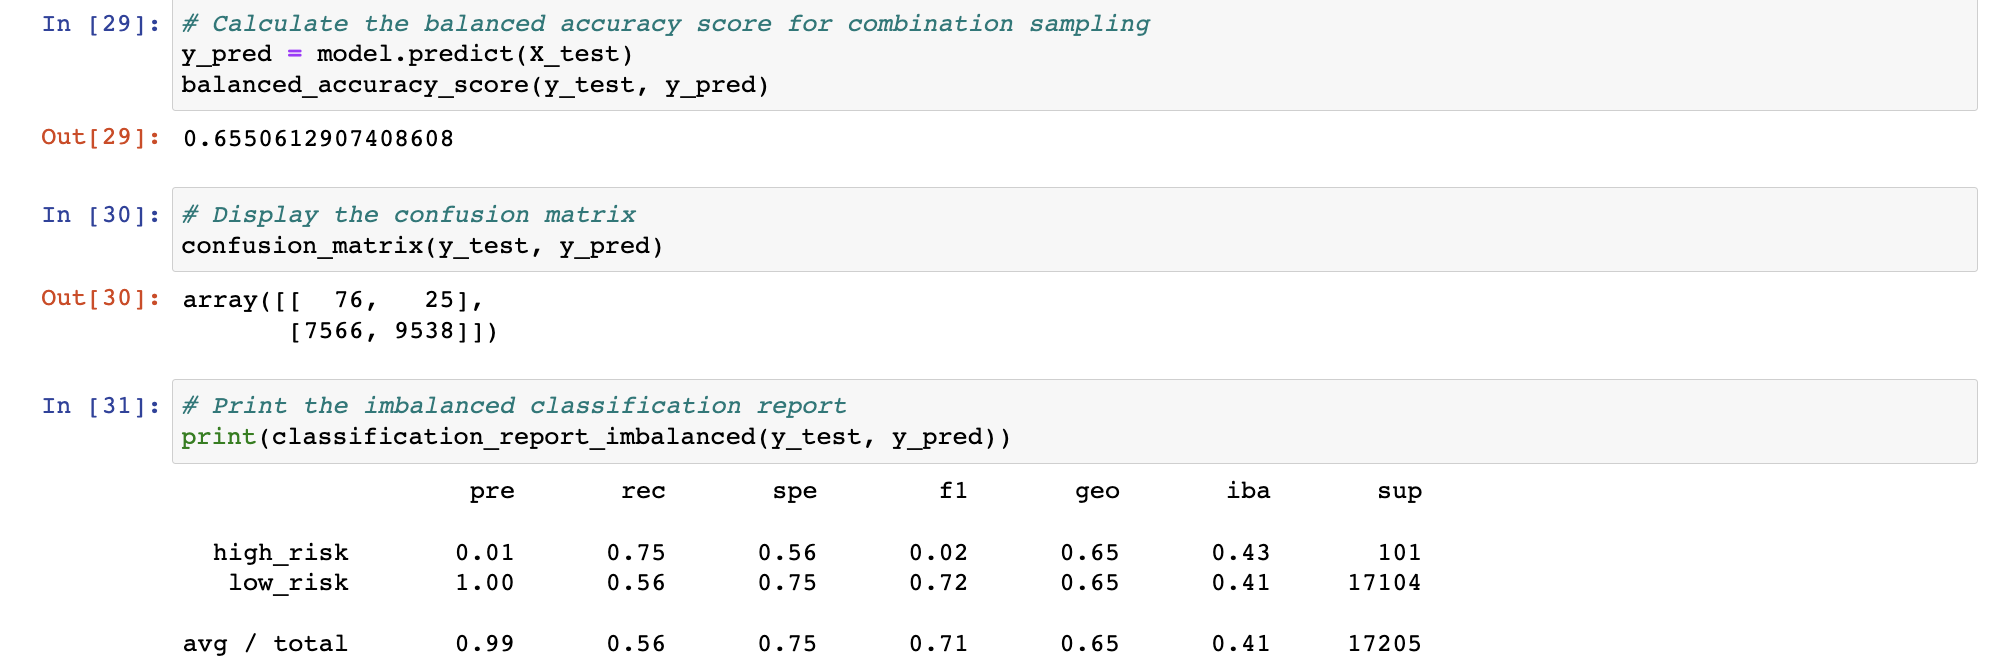 In [29]: # Calculate the balanced accuracy score for combination sampling
y_pred = model.predict(X_test)
balanced_accuracy_score(y_test, y_pred)
Out[29]: 0.6550612907408608
In [30]: # Display the confusion matrix
confusion_matrix(y_test, y_pred)
Out[30]: array([[  76,   25],
       [7566, 9538]])
In [31]: # Print the imbalanced classification report
print(classification_report_imbalanced(y_test, y_pred))
pre rec spe f1 geo iba sup
high_risk 0.01 0.75 0.56 0.02 0.65 0.43 101
low_risk 1.00 0.56 0.75 0.72 0.65 0.41 17104
avg / total 0.99 0.56 0.75 0.71 0.65 0.41 17205